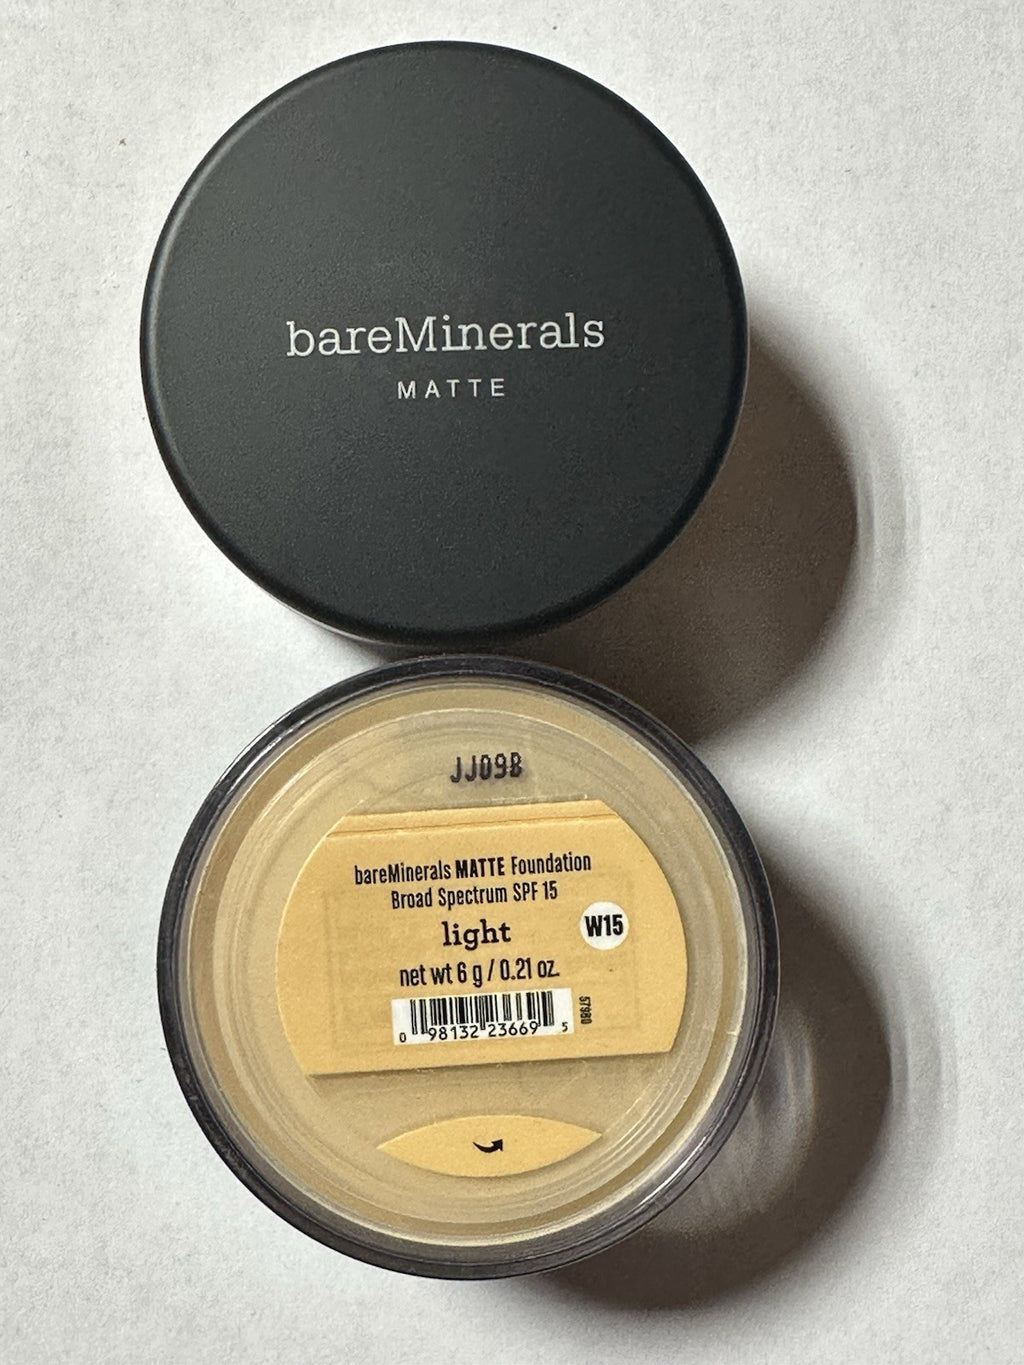 bareMinerals
MATTE
JJ09B
bareMinerals MATTE Foundation
Broad Spectrum SPF 15
light
W15
net wt 6 g / 0.21 oz.
57980
0 98132 23669 5